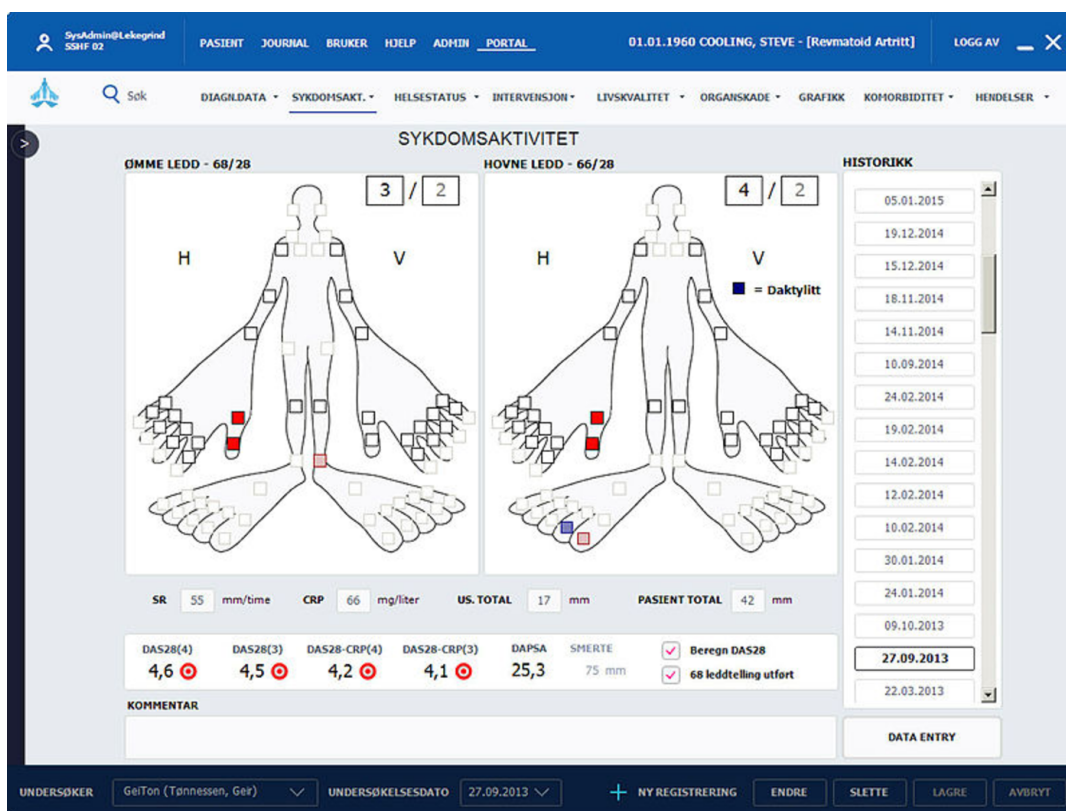 SysAdmin@Lekegrind
SSHF 02
PASIENT JOURNAL BRUKER HJELP ADMIN PORTAL
01.01.1960 COOLING, STEVE - [Revmatoid Artritt]
LOGG AV
Søk
DIAGN.DATA SYKDOMSAKT. HELSESTATUS INTERVENSJON LIVSKVALITET ORGANSKADE GRAFIKK KOMORBIDITET HENDELSER
SYKDOMSAKTIVITET
ØMME LEDD - 68/28
3 / 2
H V
HOVNE LEDD - 66/28
4 / 2
H V
= Daktylitt
HISTORIKK
05.01.2015
19.12.2014
15.12.2014
18.11.2014
14.11.2014
10.09.2014
24.02.2014
19.02.2014
14.02.2014
12.02.2014
10.02.2014
30.01.2014
24.01.2014
09.10.2013
27.09.2013
22.03.2013
DATA ENTRY
SR 55 mm/time CRP 66 mg/liter US. TOTAL 17 mm PASIENT TOTAL 42 mm
DAS28(4) DAS28(3) DAS28-CRP(4) DAS28-CRP(3) DAPSA SMERTE
4,6 4,5 4,2 4,1 25,3 75 mm
Beregn DAS28
68 leddtelling utført
KOMMENTAR
UNDERSØKER GeiTon (Tønnessen, Geir) UNDERSØKELSESDATO 27.09.2013 NY REGISTRERING ENDRE SLETTE LAGRE AVBRYT